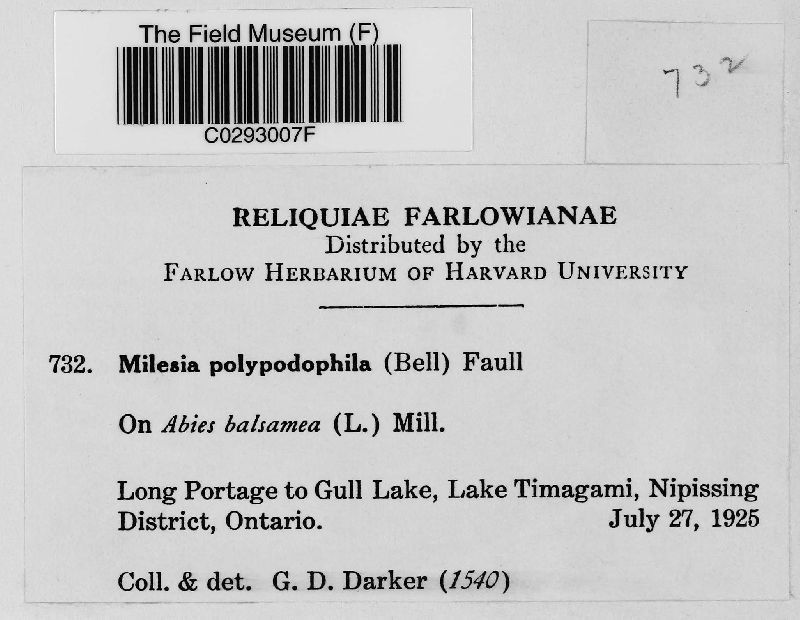 The Field Museum (F)
C0293007F
732
RELIQUIAE FARLOWIANAE
Distributed by the
FARLOW HERBARIUM OF HARVARD UNIVERSITY
732. Milesia polypodophila (Bell) Faull
On Abies balsamea (L.) Mill.
Long Portage to Gull Lake, Lake Timagami, Nipissing
District, Ontario. July 27, 1925
Coll. & det. G. D. Darker (1540)